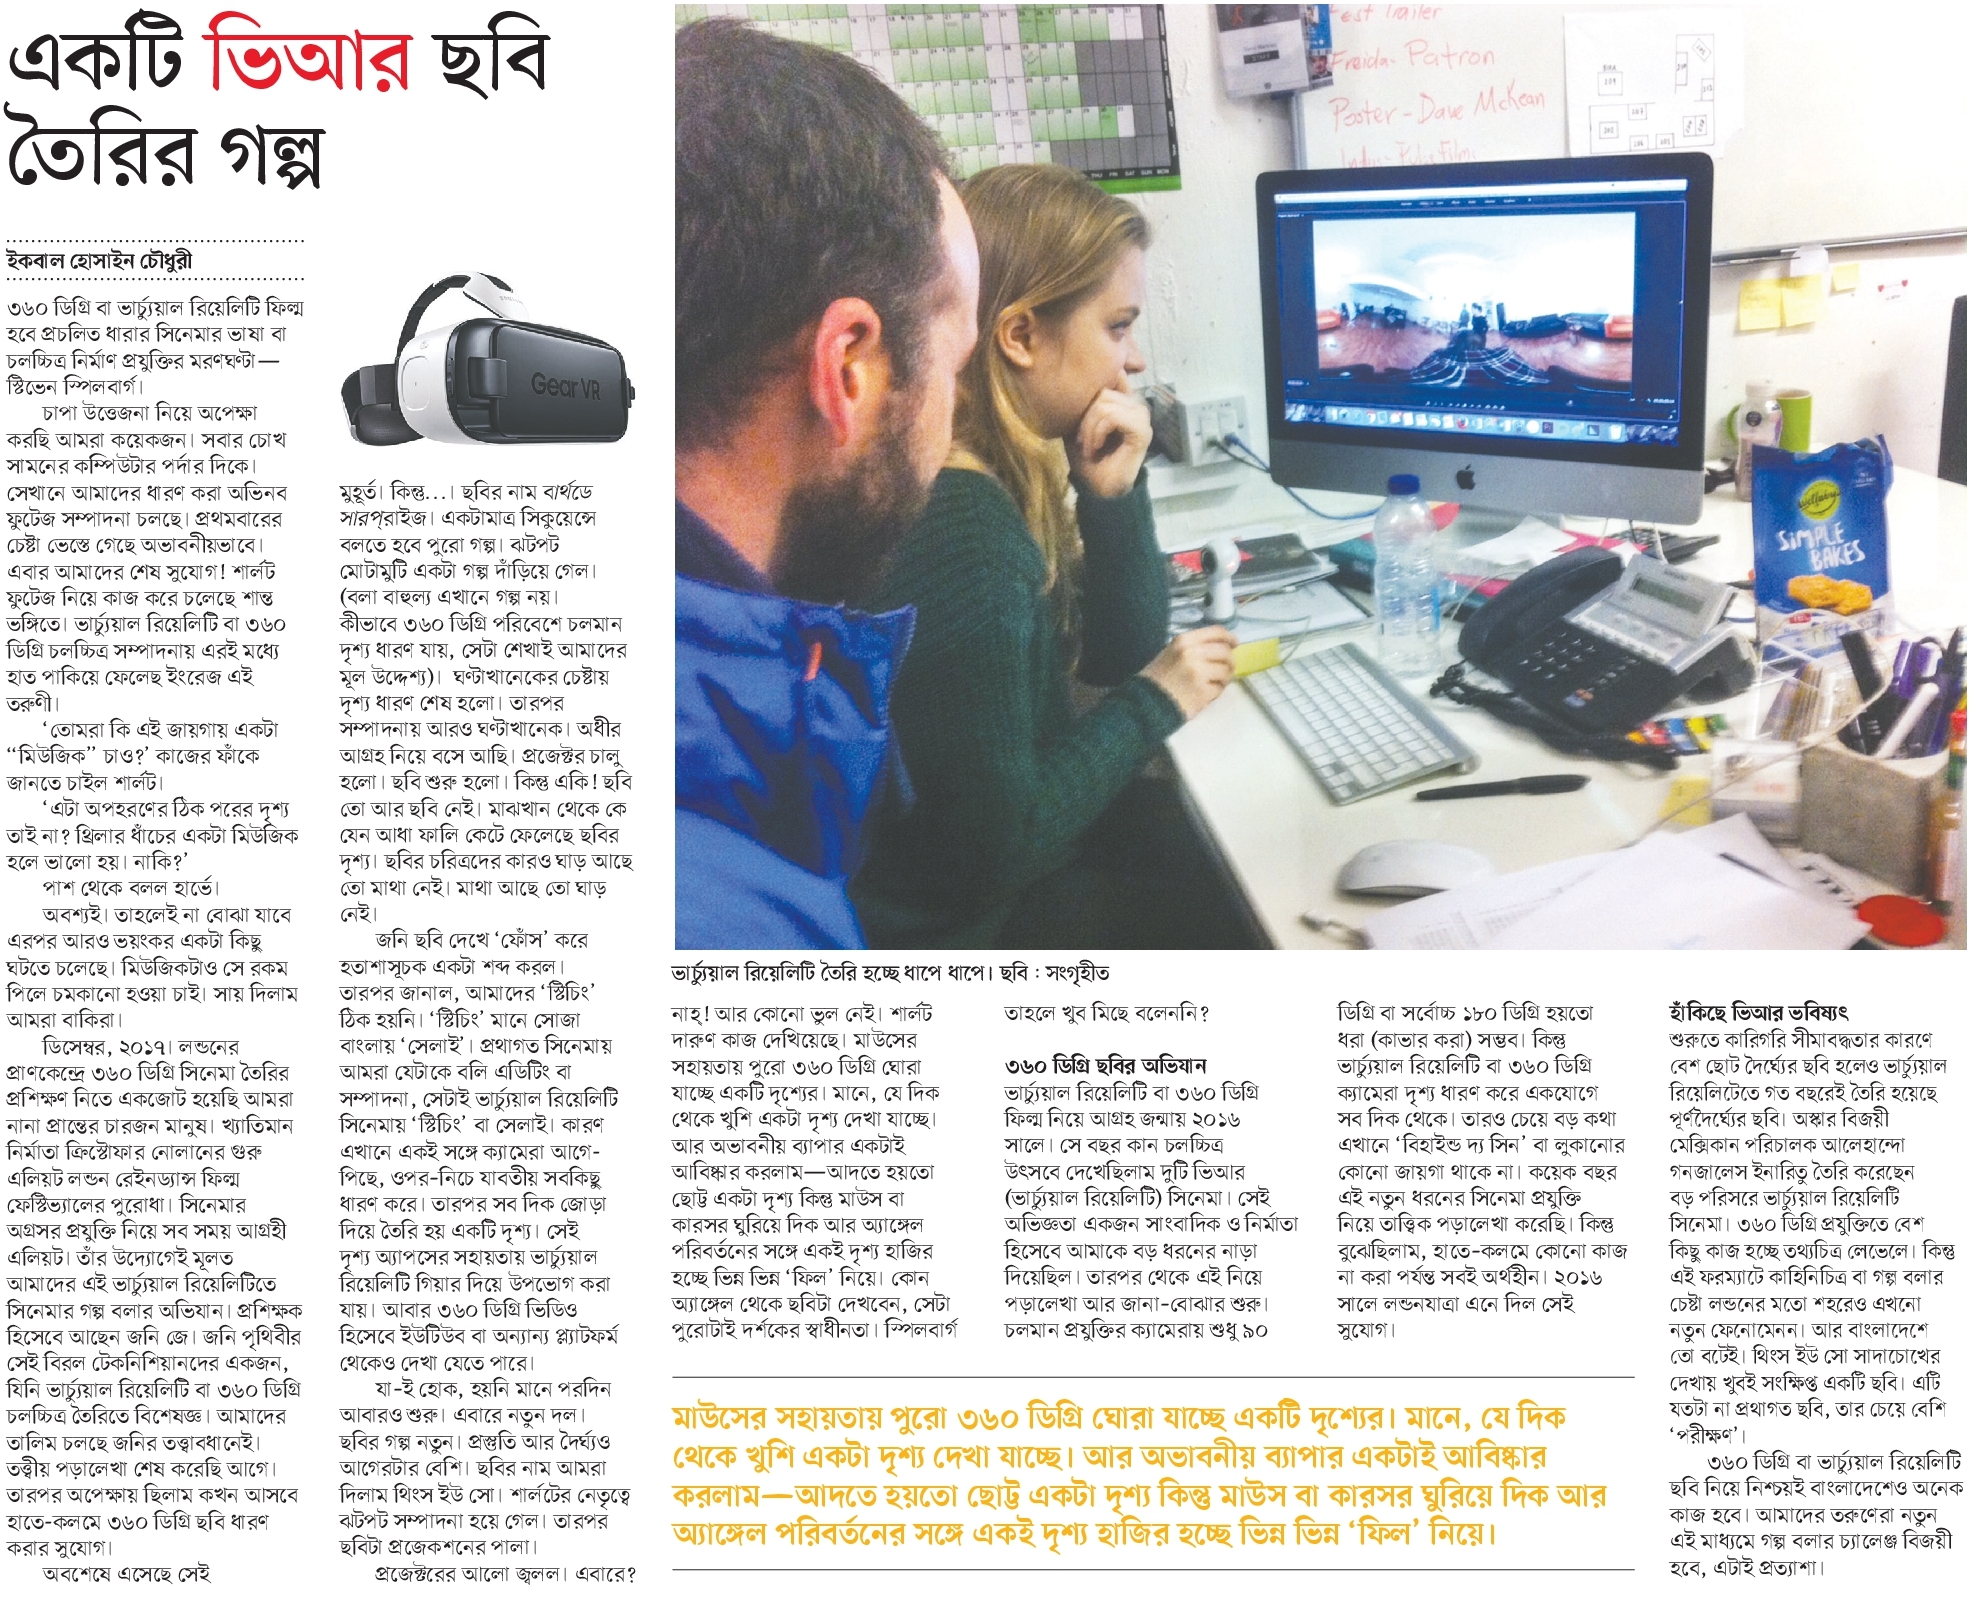 একটি ভিআর ছবি
তৈরির গল্প
ইকবাল হোসাইন চৌধুরী
৩৬০ ডিগ্রি বা ভার্চ্যুয়াল রিয়েলিটি ফিল্ম
হবে প্রচলিত ধারার সিনেমার ভাষা বা
চলচ্চিত্র নির্মাণ প্রযুক্তির মরণঘণ্টা—
স্টিভেন স্পিলবার্গ।
চাপা উত্তেজনা নিয়ে অপেক্ষা
করছি আমরা কয়েকজন। সবার চোখ
সামনের কম্পিউটার পর্দার দিকে।
সেখানে আমাদের ধারণ করা অভিনব
ফুটেজ সম্পাদনা চলছে। প্রথমবারের
চেষ্টা ভেস্তে গেছে অভাবনীয়ভাবে।
এবার আমাদের শেষ সুযোগ! শার্লট
ফুটেজ নিয়ে কাজ করে চলেছে শান্ত
ভঙ্গিতে। ভার্চ্যুয়াল রিয়েলিটি বা ৩৬০
ডিগ্রি চলচ্চিত্র সম্পাদনায় এরই মধ্যে
হাত পাকিয়ে ফেলেছ ইংরেজ এই
তরুণী।
‘তোমরা কি এই জায়গায় একটা
“মিউজিক” চাও?’ কাজের ফাঁকে
জানতে চাইল শার্লট।
‘এটা অপহরণের ঠিক পরের দৃশ্য
তাই না? থ্রিলার ধাঁচের একটা মিউজিক
হলে ভালো হয়। নাকি?’
পাশ থেকে বলল হার্ভে।
অবশ্যই। তাহলেই না বোঝা যাবে
এরপর আরও ভয়ংকর একটা কিছু
ঘটতে চলেছে। মিউজিকটাও সে রকম
পিলে চমকানো হওয়া চাই। সায় দিলাম
আমরা বাকিরা।
ডিসেম্বর, ২০১৭। লন্ডনের
প্রাণকেন্দ্রে ৩৬০ ডিগ্রি সিনেমা তৈরির
প্রশিক্ষণ নিতে একজোট হয়েছি আমরা
নানা প্রান্তের চারজন মানুষ। খ্যাতিমান
নির্মাতা ক্রিস্টোফার নোলানের গুরু
এলিয়ট লন্ডন রেইনড্যান্স ফিল্ম
ফেস্টিভ্যালের পুরোধা। সিনেমার
অগ্রসর প্রযুক্তি নিয়ে সব সময় আগ্রহী
এলিয়ট। তাঁর উদ্যোগেই মূলত
আমাদের এই ভার্চ্যুয়াল রিয়েলিটিতে
সিনেমার গল্প বলার অভিযান। প্রশিক্ষক
হিসেবে আছেন জনি জে। জনি পৃথিবীর
সেই বিরল টেকনিশিয়ানদের একজন,
যিনি ভার্চ্যুয়াল রিয়েলিটি বা ৩৬০ ডিগ্রি
চলচ্চিত্র তৈরিতে বিশেষজ্ঞ। আমাদের
তালিম চলছে জনির তত্ত্বাবধানেই।
তত্ত্বীয় পড়ালেখা শেষ করেছি আগে।
তারপর অপেক্ষায় ছিলাম কখন আসবে
হাতে-কলমে ৩৬০ ডিগ্রি ছবি ধারণ
করার সুযোগ।
অবশেষে এসেছে সেই
Gear VR
মুহূর্ত। কিন্তু...। ছবির নাম বার্থডে
সারপ্রাইজ। একটামাত্র সিকুয়েন্সে
বলতে হবে পুরো গল্প। ঝটপট
মোটামুটি একটা গল্প দাঁড়িয়ে গেল।
(বলা বাহুল্য এখানে গল্প নয়।
কীভাবে ৩৬০ ডিগ্রি পরিবেশে চলমান
দৃশ্য ধারণ যায়, সেটা শেখাই আমাদের
মূল উদ্দেশ্য)। ঘণ্টাখানেকের চেষ্টায়
দৃশ্য ধারণ শেষ হলো। তারপর
সম্পাদনায় আরও ঘণ্টাখানেক। অধীর
আগ্রহ নিয়ে বসে আছি। প্রজেক্টর চালু
হলো। ছবি শুরু হলো। কিন্তু একি! ছবি
তো আর ছবি নেই। মাঝখান থেকে কে
যেন আধা ফালি কেটে ফেলেছে ছবির
দৃশ্য। ছবির চরিত্রদের কারও ঘাড় আছে
তো মাথা নেই। মাথা আছে তো ঘাড়
নেই।
জনি ছবি দেখে ‘ফোঁস’ করে
হতাশাসূচক একটা শব্দ করল।
তারপর জানাল, আমাদের ‘স্টিচিং’
ঠিক হয়নি। ‘স্টিচিং’ মানে সোজা
বাংলায় ‘সেলাই’। প্রথাগত সিনেমায়
আমরা যেটাকে বলি এডিটিং বা
সম্পাদনা, সেটাই ভার্চ্যুয়াল রিয়েলিটি
সিনেমায় ‘স্টিচিং’ বা সেলাই। কারণ
এখানে একই সঙ্গে ক্যামেরা আগে-
পিছে, ওপর-নিচে যাবতীয় সবকিছু
ধারণ করে। তারপর সব দিক জোড়া
দিয়ে তৈরি হয় একটি দৃশ্য। সেই
দৃশ্য অ্যাপসের সহায়তায় ভার্চ্যুয়াল
রিয়েলিটি গিয়ার দিয়ে উপভোগ করা
যায়। আবার ৩৬০ ডিগ্রি ভিডিও
হিসেবে ইউটিউব বা অন্যান্য প্ল্যাটফর্ম
থেকেও দেখা যেতে পারে।
যা-ই হোক, হয়নি মানে পরদিন
আবারও শুরু। এবারে নতুন দল।
ছবির গল্প নতুন। প্রস্তুতি আর দৈর্ঘ্যও
আগেরটার বেশি। ছবির নাম আমরা
দিলাম থিংস ইউ সো। শার্লটের নেতৃত্বে
ঝটপট সম্পাদনা হয়ে গেল। তারপর
ছবিটা প্রজেকশনের পালা।
প্রজেক্টরের আলো জ্বলল। এবারে?
Test Trailer
Freida- Patron
Poster - Dave McKean
Wellaby's
SiMPLE
BAKES
ভার্চ্যুয়াল রিয়েলিটি তৈরি হচ্ছে ধাপে ধাপে। ছবি : সংগৃহীত
নাহ্! আর কোনো ভুল নেই। শার্লট
দারুণ কাজ দেখিয়েছে। মাউসের
সহায়তায় পুরো ৩৬০ ডিগ্রি ঘোরা
যাচ্ছে একটি দৃশ্যের। মানে, যে দিক
থেকে খুশি একটা দৃশ্য দেখা যাচ্ছে।
আর অভাবনীয় ব্যাপার একটাই
আবিষ্কার করলাম—আদতে হয়তো
ছোট্ট একটা দৃশ্য কিন্তু মাউস বা
কারসর ঘুরিয়ে দিক আর অ্যাঙ্গেল
পরিবর্তনের সঙ্গে একই দৃশ্য হাজির
হচ্ছে ভিন্ন ভিন্ন ‘ফিল’ নিয়ে। কোন
অ্যাঙ্গেল থেকে ছবিটা দেখবেন, সেটা
পুরোটাই দর্শকের স্বাধীনতা। স্পিলবার্গ
তাহলে খুব মিছে বলেননি?
৩৬০ ডিগ্রি ছবির অভিযান
ভার্চ্যুয়াল রিয়েলিটি বা ৩৬০ ডিগ্রি
ফিল্ম নিয়ে আগ্রহ জন্মায় ২০১৬
সালে। সে বছর কান চলচ্চিত্র
উৎসবে দেখেছিলাম দুটি ভিআর
(ভার্চ্যুয়াল রিয়েলিটি) সিনেমা। সেই
অভিজ্ঞতা একজন সাংবাদিক ও নির্মাতা
হিসেবে আমাকে বড় ধরনের নাড়া
দিয়েছিল। তারপর থেকে এই নিয়ে
পড়ালেখা আর জানা-বোঝার শুরু।
চলমান প্রযুক্তির ক্যামেরায় শুধু ৯০
ডিগ্রি বা সর্বোচ্চ ১৮০ ডিগ্রি হয়তো
ধরা (কাভার করা) সম্ভব। কিন্তু
ভার্চ্যুয়াল রিয়েলিটি বা ৩৬০ ডিগ্রি
ক্যামেরা দৃশ্য ধারণ করে একযোগে
সব দিক থেকে। তারও চেয়ে বড় কথা
এখানে ‘বিহাইন্ড দ্য সিন’ বা লুকানোর
কোনো জায়গা থাকে না। কয়েক বছর
এই নতুন ধরনের সিনেমা প্রযুক্তি
নিয়ে তাত্ত্বিক পড়ালেখা করেছি। কিন্তু
বুঝেছিলাম, হাতে-কলমে কোনো কাজ
না করা পর্যন্ত সবই অর্থহীন। ২০১৬
সালে লন্ডনযাত্রা এনে দিল সেই
সুযোগ।
মাউসের সহায়তায় পুরো ৩৬০ ডিগ্রি ঘোরা যাচ্ছে একটি দৃশ্যের। মানে, যে দিক
থেকে খুশি একটা দৃশ্য দেখা যাচ্ছে। আর অভাবনীয় ব্যাপার একটাই আবিষ্কার
করলাম—আদতে হয়তো ছোট্ট একটা দৃশ্য কিন্তু মাউস বা কারসর ঘুরিয়ে দিক আর
অ্যাঙ্গেল পরিবর্তনের সঙ্গে একই দৃশ্য হাজির হচ্ছে ভিন্ন ভিন্ন ‘ফিল’ নিয়ে।
হাঁকিছে ভিআর ভবিষ্যৎ
শুরুতে কারিগরি সীমাবদ্ধতার কারণে
বেশ ছোট দৈর্ঘ্যের ছবি হলেও ভার্চ্যুয়াল
রিয়েলিটেতে গত বছরেই তৈরি হয়েছে
পূর্ণদৈর্ঘ্যের ছবি। অস্কার বিজয়ী
মেক্সিকান পরিচালক আলেহান্দো
গনজালেস ইনারিতু তৈরি করেছেন
বড় পরিসরে ভার্চ্যুয়াল রিয়েলিটি
সিনেমা। ৩৬০ ডিগ্রি প্রযুক্তিতে বেশ
কিছু কাজ হচ্ছে তথ্যচিত্র লেভেলে। কিন্তু
এই ফরম্যাটে কাহিনিচিত্র বা গল্প বলার
চেষ্টা লন্ডনের মতো শহরেও এখনো
নতুন ফেনোমেনন। আর বাংলাদেশে
তো বটেই। থিংস ইউ সো সাদাচোখের
দেখায় খুবই সংক্ষিপ্ত একটি ছবি। এটি
যতটা না প্রথাগত ছবি, তার চেয়ে বেশি
‘পরীক্ষণ’।
৩৬০ ডিগ্রি বা ভার্চ্যুয়াল রিয়েলিটি
ছবি নিয়ে নিশ্চয়ই বাংলাদেশেও অনেক
কাজ হবে। আমাদের তরুণেরা নতুন
এই মাধ্যমে গল্প বলার চ্যালেঞ্জ বিজয়ী
হবে, এটাই প্রত্যাশা।